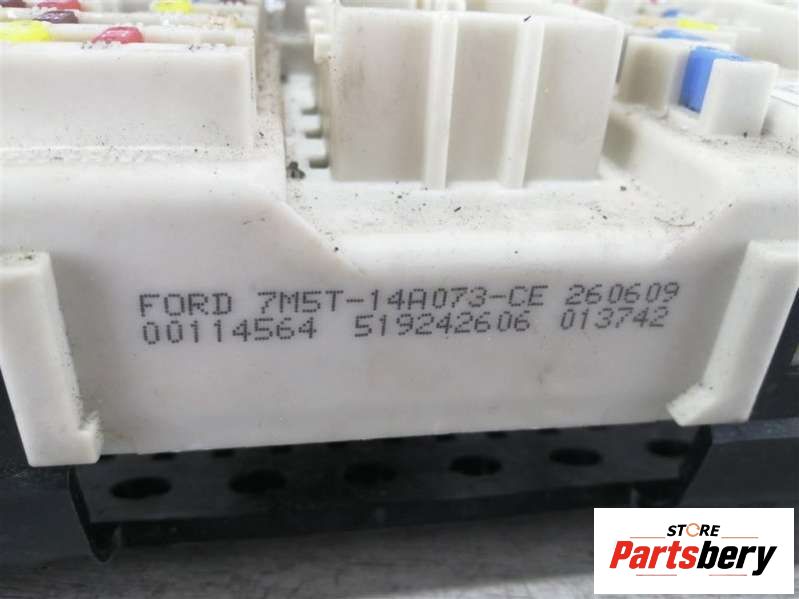 FORD 7M5T-14A073-CE 260609
00114564 519242606 013742
STORE
Partsbery